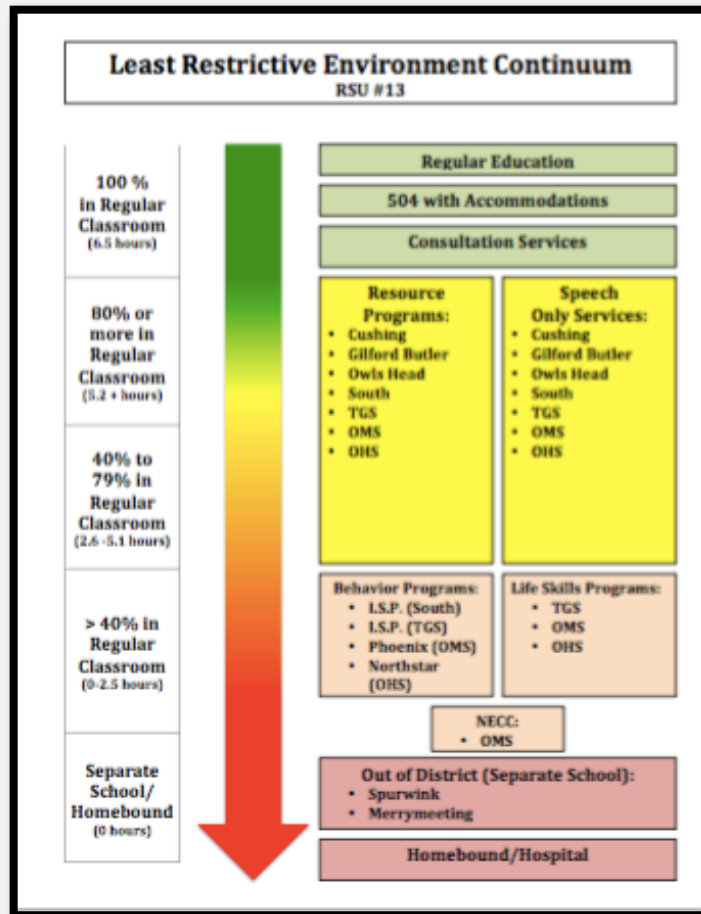 Least Restrictive Environment Continuum
RSU #13
100 %
in Regular
Classroom
(6.5 hours)
80% or
more in
Regular
Classroom
(5.2 + hours)
40% to
79% in
Regular
Classroom
(2.6 -5.1 hours)
> 40% in
Regular
Classroom
(0-2.5 hours)
Separate
School/
Homebound
(0 hours)
Regular Education
504 with Accommodations
Consultation Services
Resource
Programs:
• Cushing
• Gilford Butler
• Owls Head
• South
• TGS
• OMS
• OHS
Speech
Only Services:
• Cushing
• Gilford Butler
• Owls Head
• South
• TGS
• OMS
• OHS
Behavior Programs:
• I.S.P. (South)
• I.S.P. (TGS)
• Phoenix (OMS)
• Northstar
(OHS)
Life Skills Programs:
• TGS
• OMS
• OHS
NECC:
• OMS
Out of District (Separate School):
• Spurwink
• Merrymeeting
Homebound/Hospital